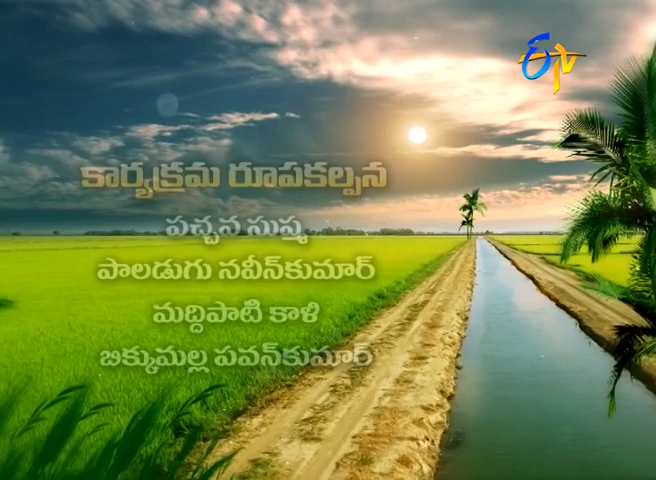 ETV
కార్యక్రమ రూపకల్పన
పచ్చవ సుష్మ
పాలడుగు నవీన్‌కుమార్
మద్దిపాటి కాళి
జిక్కుమల్ల పవన్‌కుమార్